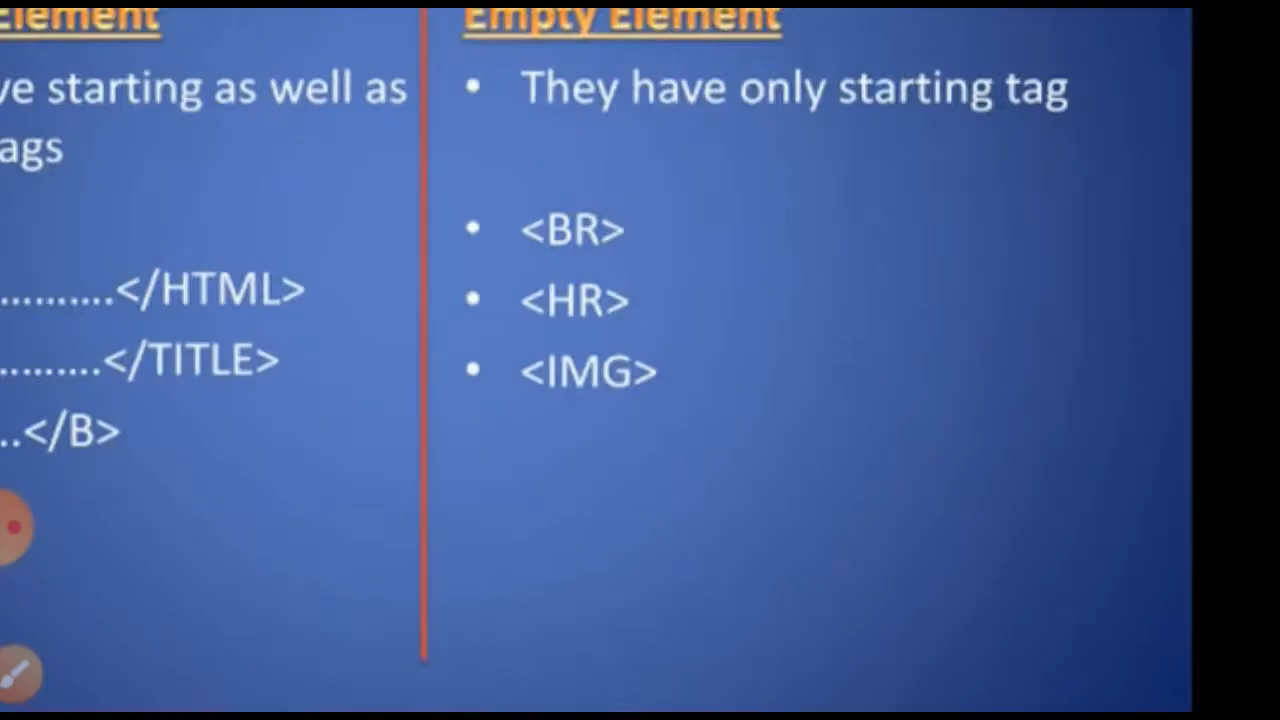 Element
ve starting as well as
ags
...........</HTML>
..........</TITLE>
..</B>
Empty Element
• They have only starting tag
• <BR>
• <HR>
• <IMG>